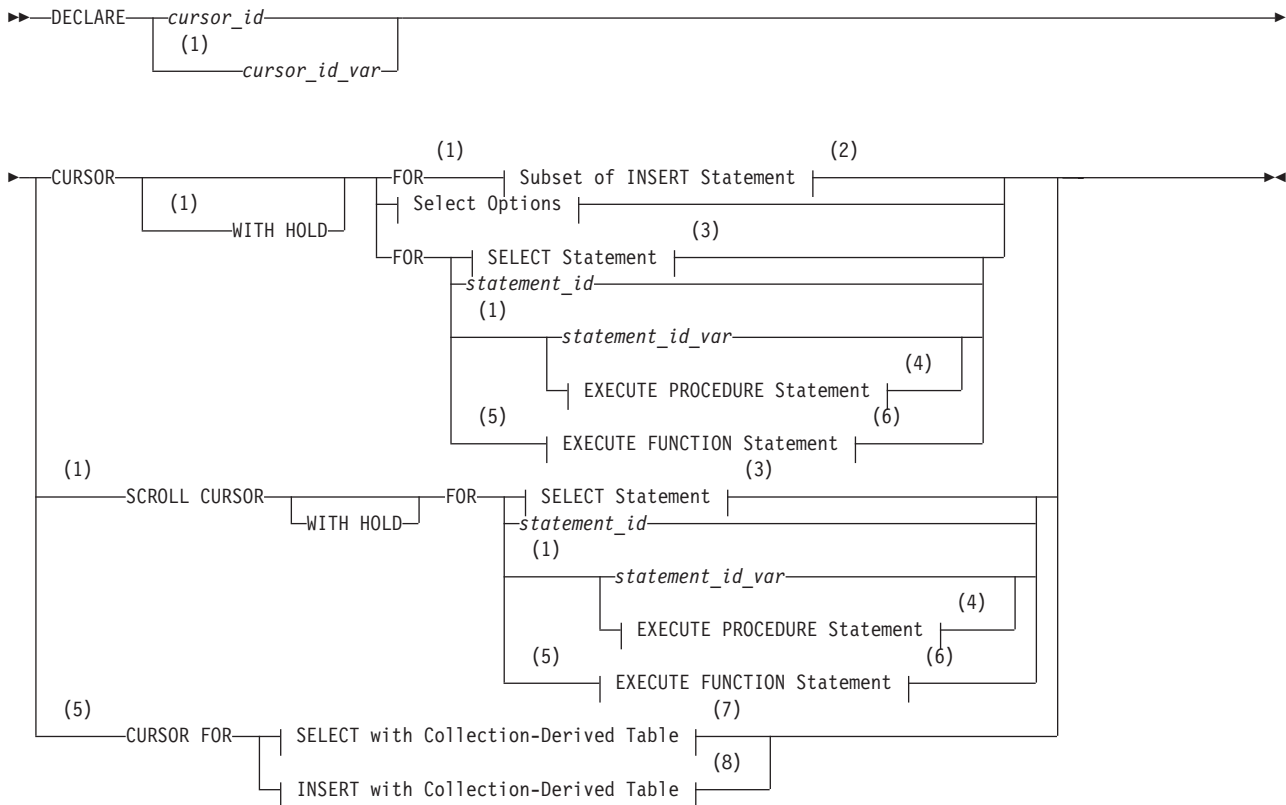 DECLARE cursor_id
(1)
cursor_id_var
(1) (2)
CURSOR FOR Subset of INSERT Statement
(1) Select Options
WITH HOLD (3)
FOR SELECT Statement
statement_id
(1)
statement_id_var
(4)
EXECUTE PROCEDURE Statement
(5) (6)
EXECUTE FUNCTION Statement
(1) (3)
SCROLL CURSOR FOR SELECT Statement
WITH HOLD statement_id
(1)
statement_id_var
(4)
EXECUTE PROCEDURE Statement
(5) (6)
EXECUTE FUNCTION Statement
(5) (7)
CURSOR FOR SELECT with Collection-Derived Table
(8)
INSERT with Collection-Derived Table